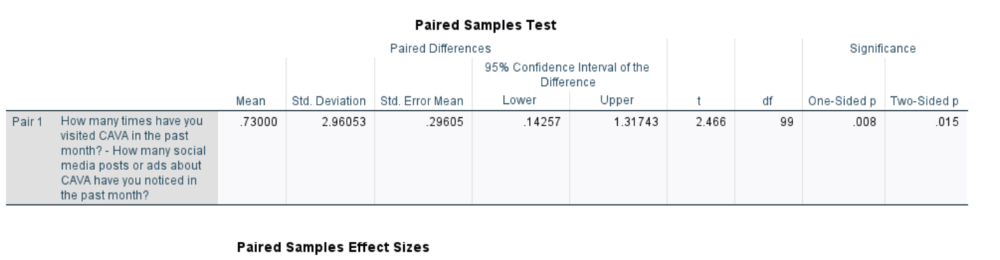 Paired Samples Test
Paired Differences Significance
95% Confidence Interval of the
Difference
Mean Std. Deviation Std. Error Mean Lower Upper t df One-Sided p Two-Sided p
Pair 1 How many times have you .73000 2.96053 .29605 .14257 1.31743 2.466 99 .008 .015
visited CAVA in the past
month? - How many social
media posts or ads about
CAVA have you noticed in
the past month?
Paired Samples Effect Sizes